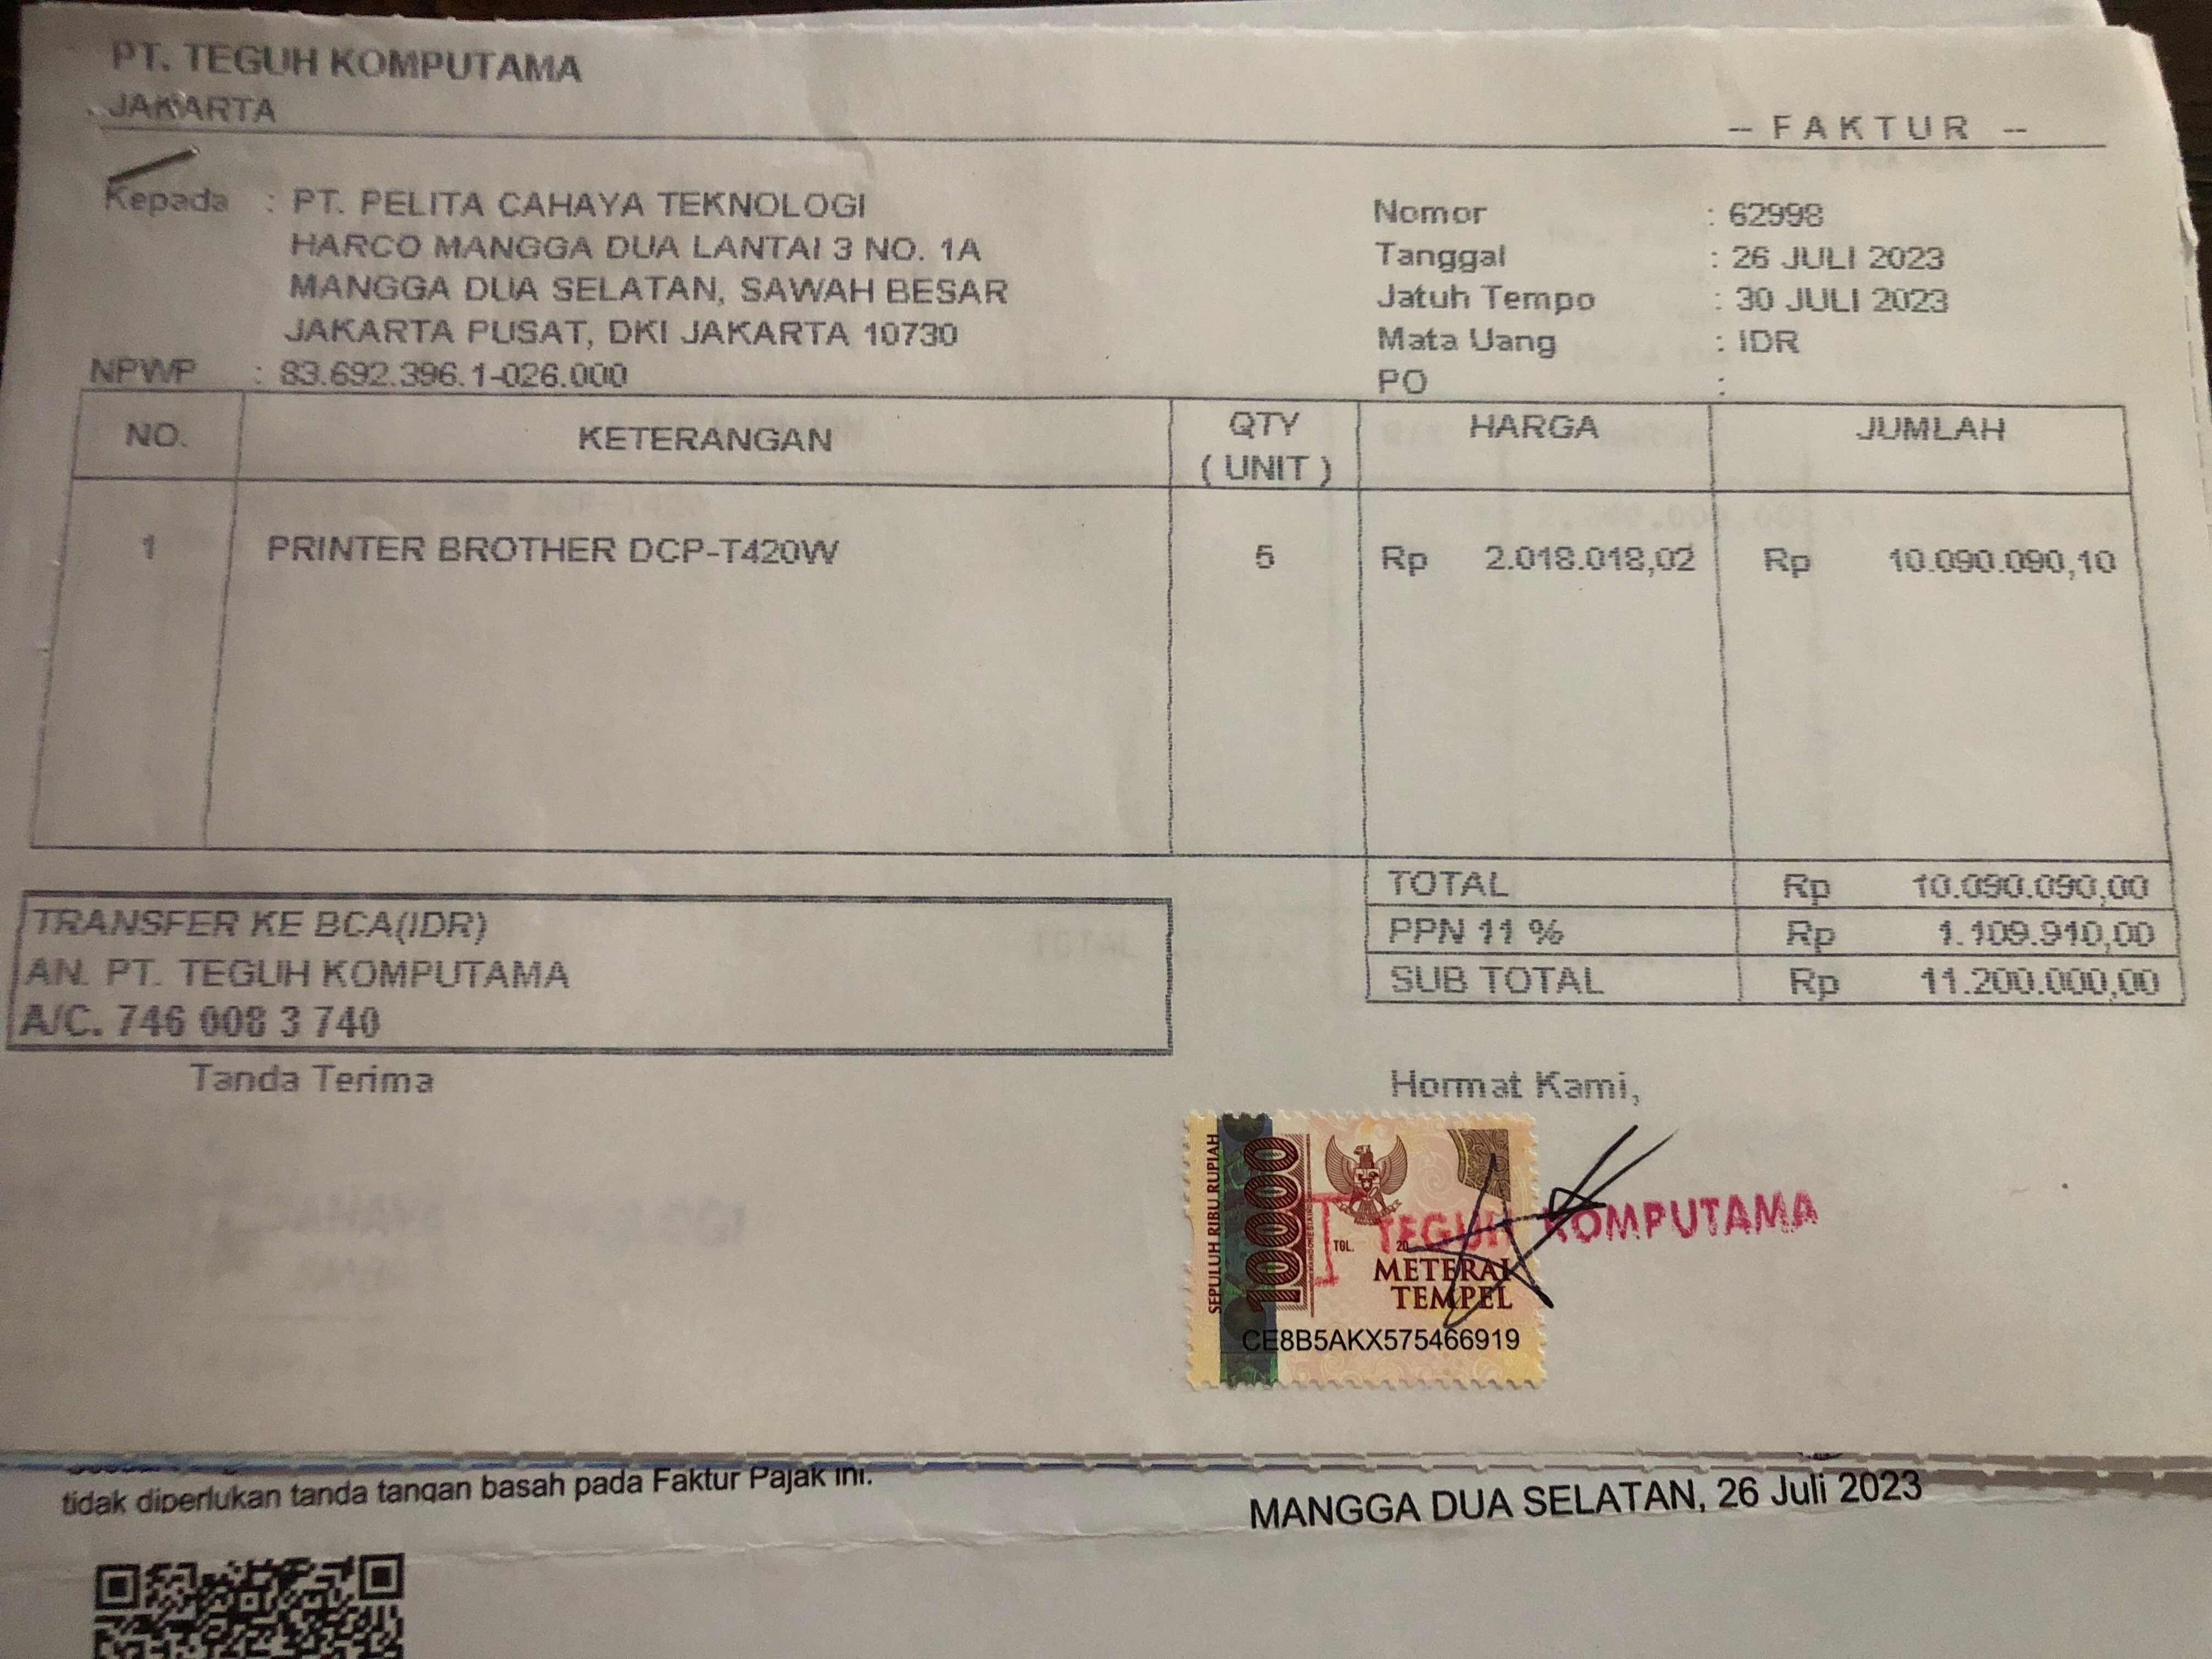 PT. TEGUH KOMPUTAMA
JAKARTA
-- FAKTUR --
Kepada : PT. PELITA CAHAYA TEKNOLOGI
HARCO MANGGA DUA LANTAI 3 NO. 1A
MANGGA DUA SELATAN, SAWAH BESAR
JAKARTA PUSAT, DKI JAKARTA 10730
NPWP : 83.692.396.1-026.000
Nomor : 62998
Tanggal : 26 JULI 2023
Jatuh Tempo : 30 JULI 2023
Mata Uang : IDR
PO :
NO. KETERANGAN QTY ( UNIT ) HARGA JUMLAH
1 PRINTER BROTHER DCP-T420W 5 Rp 2.018.018,02 Rp 10.090.090,10
TOTAL Rp 10.090.090,00
PPN 11 % Rp 1.109.910,00
SUB TOTAL Rp 11.200.000,00
TRANSFER KE BCA(IDR)
AN. PT. TEGUH KOMPUTAMA
A/C. 746 008 3 740
Tanda Terima
Hormat Kami,
SEPULUH RIBU RUPIAH
10000
TGL. 20
TEGUH KOMPUTAMA
METERAI
TEMPEL
CE8B5AKX575466919
tidak diperlukan tanda tangan basah pada Faktur Pajak ini.
MANGGA DUA SELATAN, 26 Juli 2023